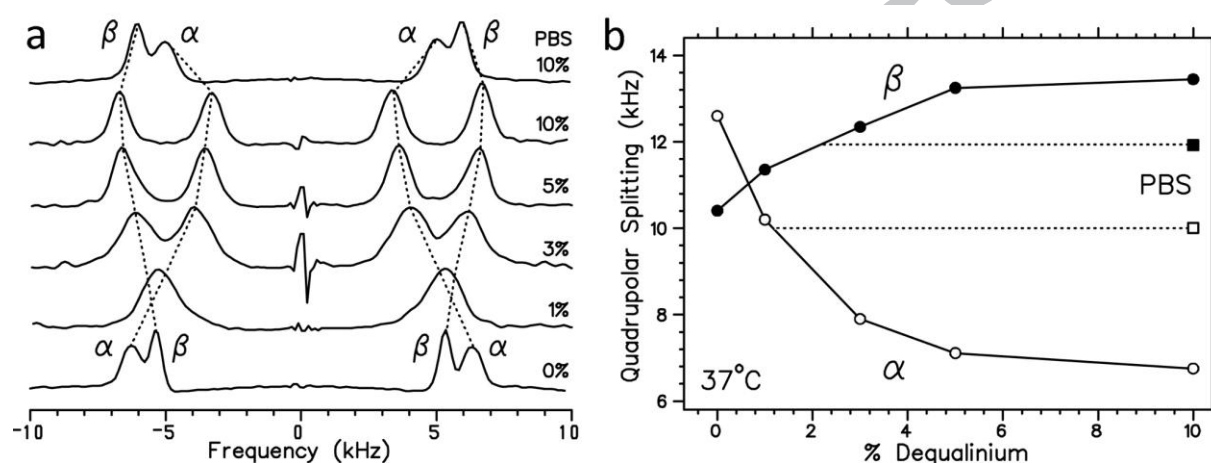 a
β α α β PBS
10%
10%
5%
3%
1%
α β β α
0%
-10 -5 0 5 10
Frequency (kHz)
b
14
12
10
8
6
Quadrupolar Splitting (kHz)
β
PBS
α
37°C
0 2 4 6 8 10
% Dequalinium